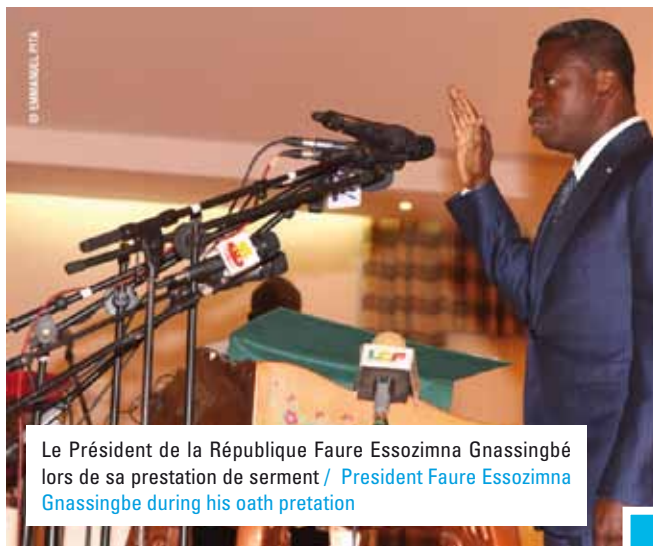 © EMMANUEL PITA
LCF
Le Président de la République Faure Essozimna Gnassingbé
lors de sa prestation de serment / President Faure Essozimna
Gnassingbe during his oath pretation